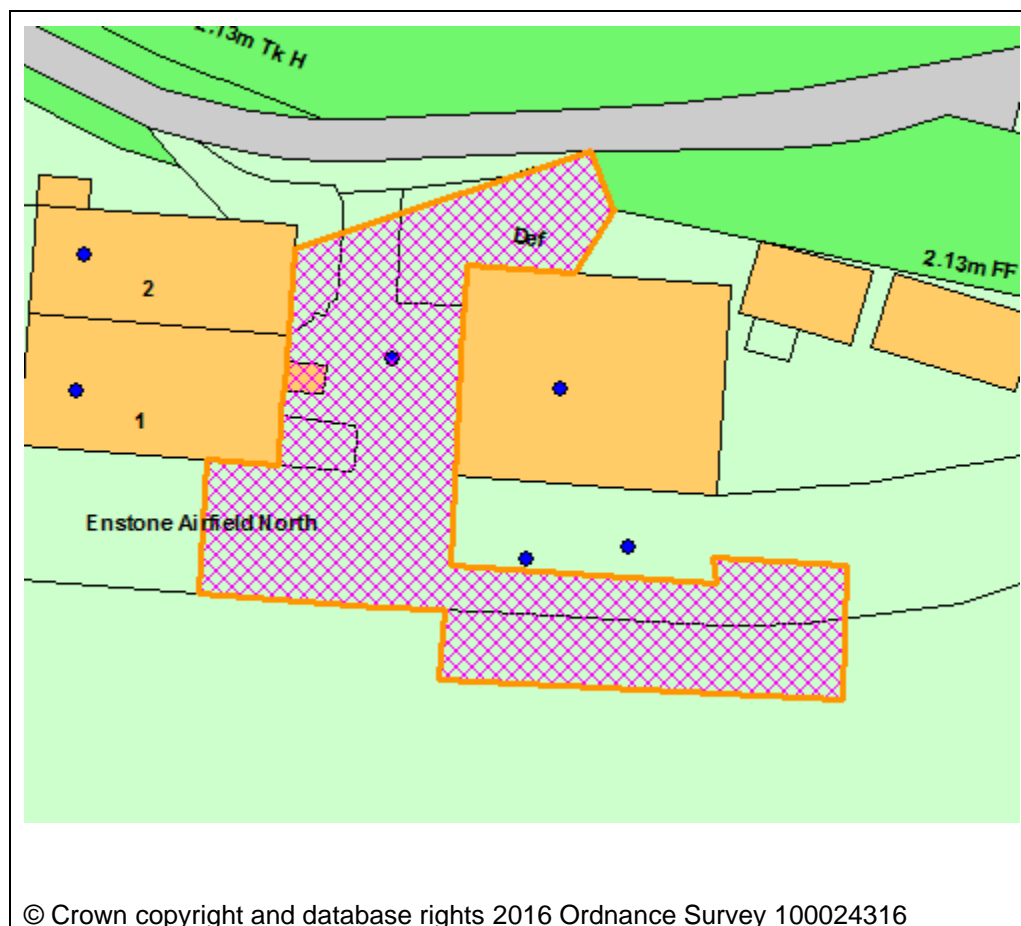 2.13m Tk H
Def
2.13m FF
2
1
Enstone Airfield North
© Crown copyright and database rights 2016 Ordnance Survey 100024316